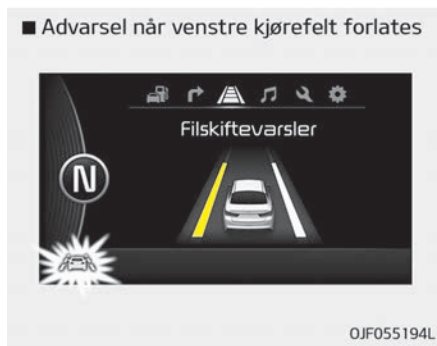 ■ Advarsel når venstre kjørefelt forlates
Filskiftevarsler
N
OJF055194L